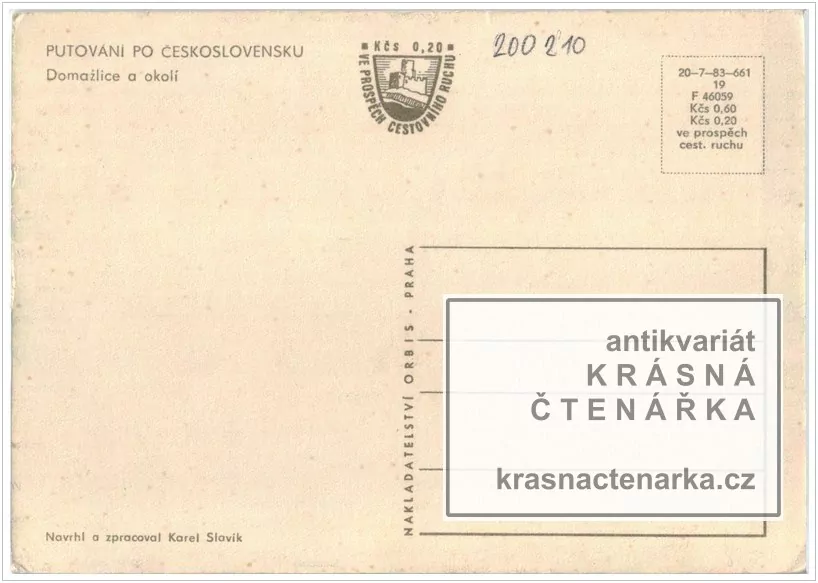 PUTOVÁNÍ PO ČESKOSLOVENSKU
Domažlice a okolí
Kčs 0,20
VE PROSPĚCH CESTOVNÍHO RUCHU
200 210
20–7–83–661
19
F 46059
Kčs 0,60
Kčs 0,20
ve prospěch
cest. ruchu
NAKLADATELSTVÍ ORBIS - PRAHA
antikvariát
KRÁSNÁ
ČTENÁŘKA
krasnactenarka.cz
Navrhl a zpracoval Karel Slavík